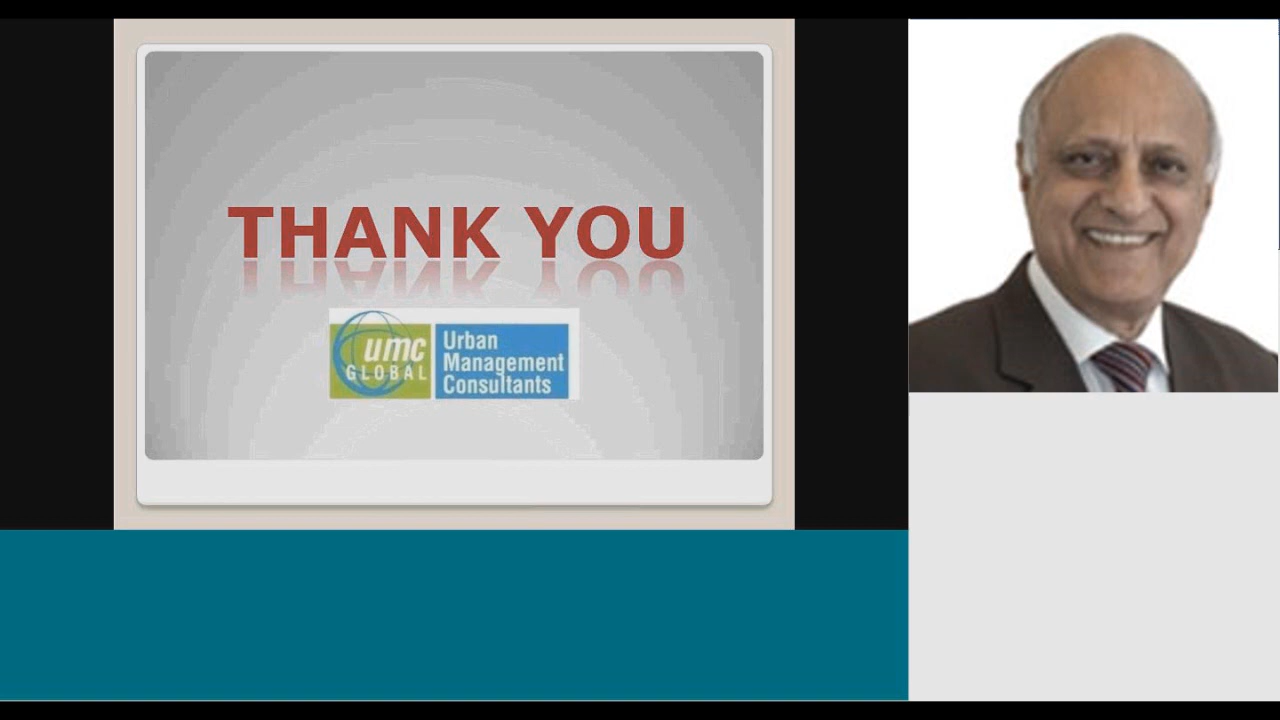 THANK YOU
umc
GLOBAL
Urban
Management
Consultants